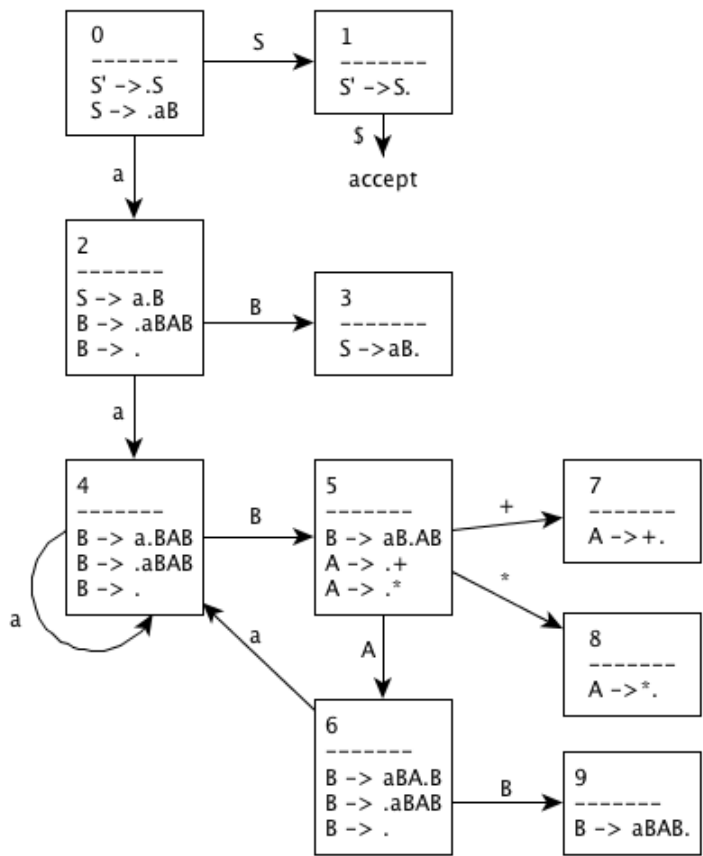 0
-------
S' ->.S
S -> .aB
S
1
-------
S' ->S.
$
accept
a
2
-------
S -> a.B
B -> .aBAB
B -> .
B
3
-------
S ->aB.
a
4
-------
B -> a.BAB
B -> .aBAB
B -> .
a
B
5
-------
B -> aB.AB
A -> .+
A -> .*
+
7
-------
A ->+.
*
8
-------
A ->*.
A
a
6
-------
B -> aBA.B
B -> .aBAB
B -> .
B
9
-------
B -> aBAB.